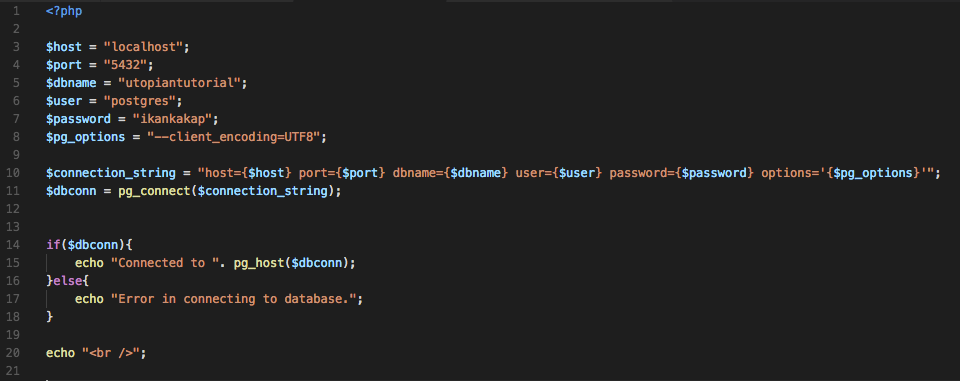 1 <?php
2
3 $host = "localhost";
4 $port = "5432";
5 $dbname = "utopiantutorial";
6 $user = "postgres";
7 $password = "ikankakap";
8 $pg_options = "--client_encoding=UTF8";
9
10 $connection_string = "host={$host} port={$port} dbname={$dbname} user={$user} password={$password} options='{$pg_options}'";
11 $dbconn = pg_connect($connection_string);
12
13
14 if($dbconn){
15     echo "Connected to ". pg_host($dbconn);
16 }else{
17     echo "Error in connecting to database.";
18 }
19
20 echo "<br />";
21